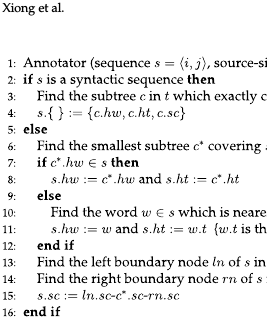 Xiong et al.
1: Annotator (sequence s = ⟨i, j⟩, source-si
2: if s is a syntactic sequence then
3: Find the subtree c in t which exactly c
4: s.{ } := {c.hw, c.ht, c.sc}
5: else
6: Find the smallest subtree c* covering
7: if c*.hw ∈ s then
8: s.hw := c*.hw and s.ht := c*.ht
9: else
10: Find the word w ∈ s which is neare
11: s.hw := w and s.ht := w.t {w.t is th
12: end if
13: Find the left boundary node ln of s in
14: Find the right boundary node rn of s
15: s.sc := ln.sc-c*.sc-rn.sc
16: end if